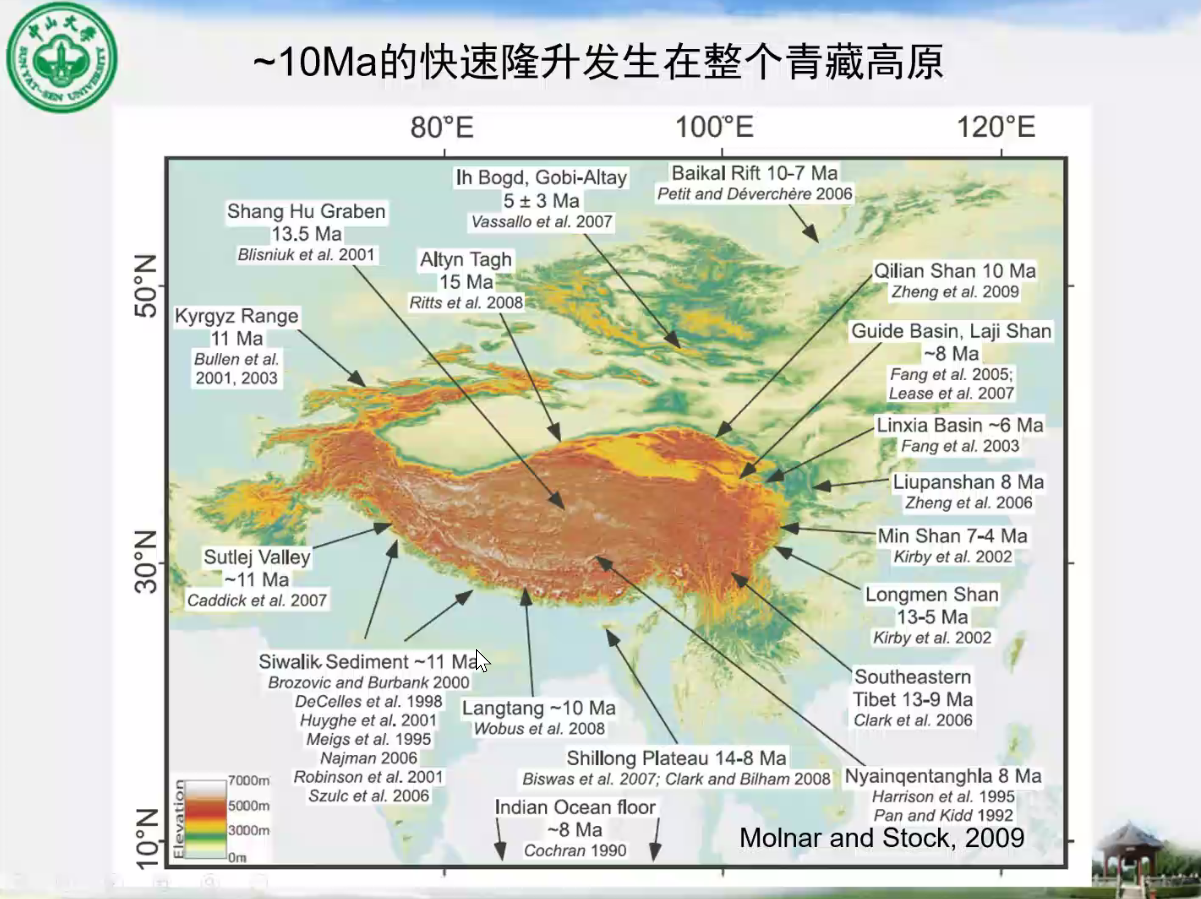 中山大學
SUN YAT-SEN UNIVERSITY
~10Ma的快速隆升发生在整个青藏高原
80°E
100°E
120°E
50°N
30°N
10°N
Ih Bogd, Gobi-Altay
5 ± 3 Ma
Vassallo et al. 2007
Baikal Rift 10-7 Ma
Petit and Déverchère 2006
Shang Hu Graben
13.5 Ma
Blisniuk et al. 2001
Altyn Tagh
15 Ma
Ritts et al. 2008
Qilian Shan 10 Ma
Zheng et al. 2009
Kyrgyz Range
11 Ma
Bullen et al.
2001, 2003
Guide Basin, Laji Shan
~8 Ma
Fang et al. 2005;
Lease et al. 2007
Linxia Basin ~6 Ma
Fang et al. 2003
Liupanshan 8 Ma
Zheng et al. 2006
Min Shan 7-4 Ma
Kirby et al. 2002
Sutlej Valley
~11 Ma
Caddick et al. 2007
Longmen Shan
13-5 Ma
Kirby et al. 2002
Siwalik Sediment ~11 Ma
Brozovic and Burbank 2000
DeCelles et al. 1998
Huyghe et al. 2001
Meigs et al. 1995
Najman 2006
Robinson et al. 2001
Szulc et al. 2006
Langtang ~10 Ma
Wobus et al. 2008
Southeastern
Tibet 13-9 Ma
Clark et al. 2006
Shillong Plateau 14-8 Ma
Biswas et al. 2007; Clark and Bilham 2008
Nyainqentanghla 8 Ma
Harrison et al. 1995
Pan and Kidd 1992
Indian Ocean floor
~8 Ma
Cochran 1990
Elevation
7000m
5000m
3000m
0m
Molnar and Stock, 2009